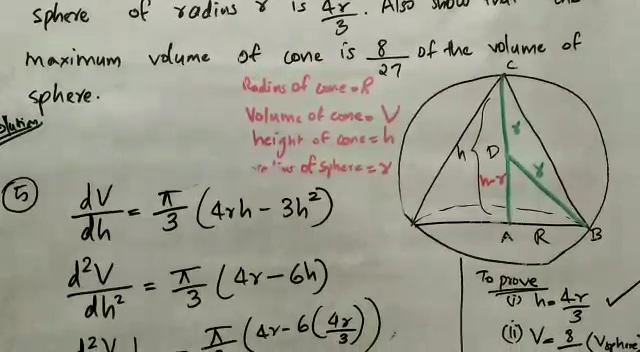 sphere of radius r is 4r/3. Also show that the
maximum volume of cone is 8/27 of the volume of
sphere.
Radius of cone = R
Volume of cone = V
height of cone = h
radius of sphere = r
Solution
⑤ dV/dh = π/3 (4rh - 3h²)
d²V/dh² = π/3 (4r - 6h)
π (4r - 6(4r/3))
C
r
h
D
r
h-r
A
R
B
To prove
(i) h = 4r/3 ✓
(ii) V = 8 (Vsphere